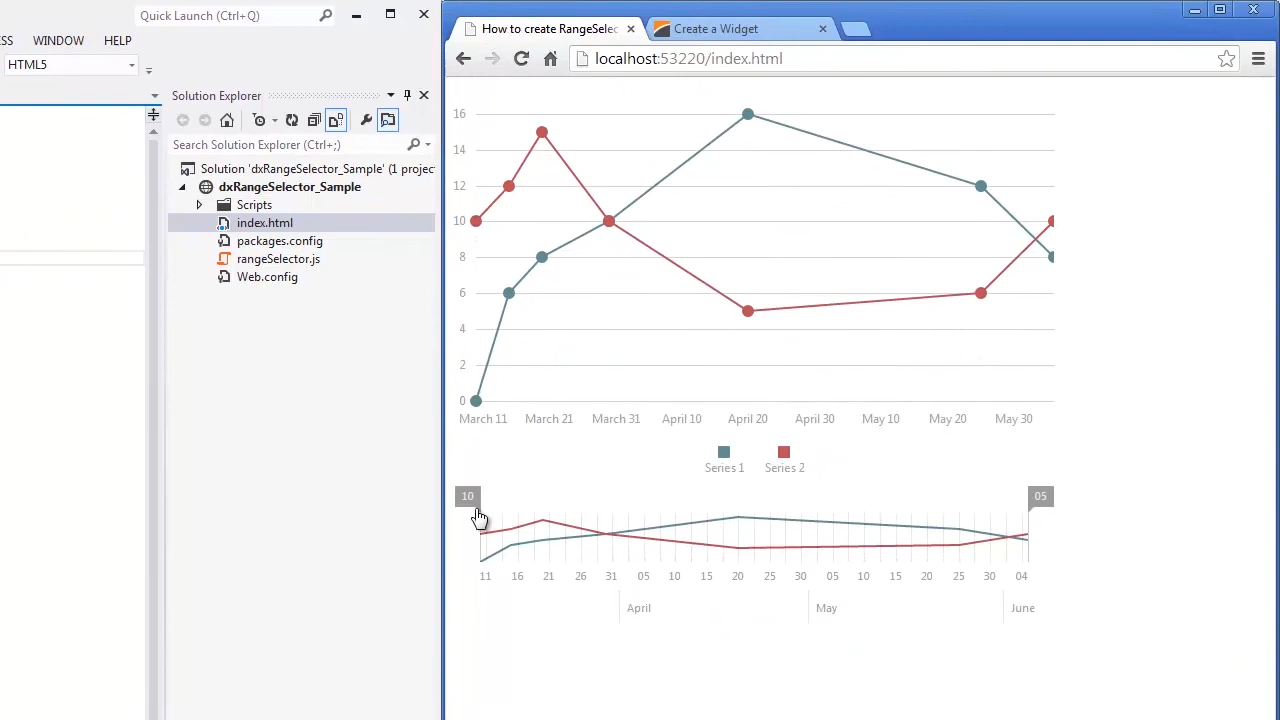 Quick Launch (Ctrl+Q)
SS WINDOW HELP
HTML5
Solution Explorer
Search Solution Explorer (Ctrl+;)
Solution 'dxRangeSelector_Sample' (1 projec
dxRangeSelector_Sample
Scripts
index.html
packages.config
rangeSelector.js
Web.config
How to create RangeSelec
Create a Widget
localhost:53220/index.html
16
14
12
10
8
6
4
2
0
March 11 March 21 March 31 April 10 April 20 April 30 May 10 May 20 May 30
Series 1 Series 2
10 05
11 16 21 26 31 05 10 15 20 25 30 05 10 15 20 25 30 04
April May June